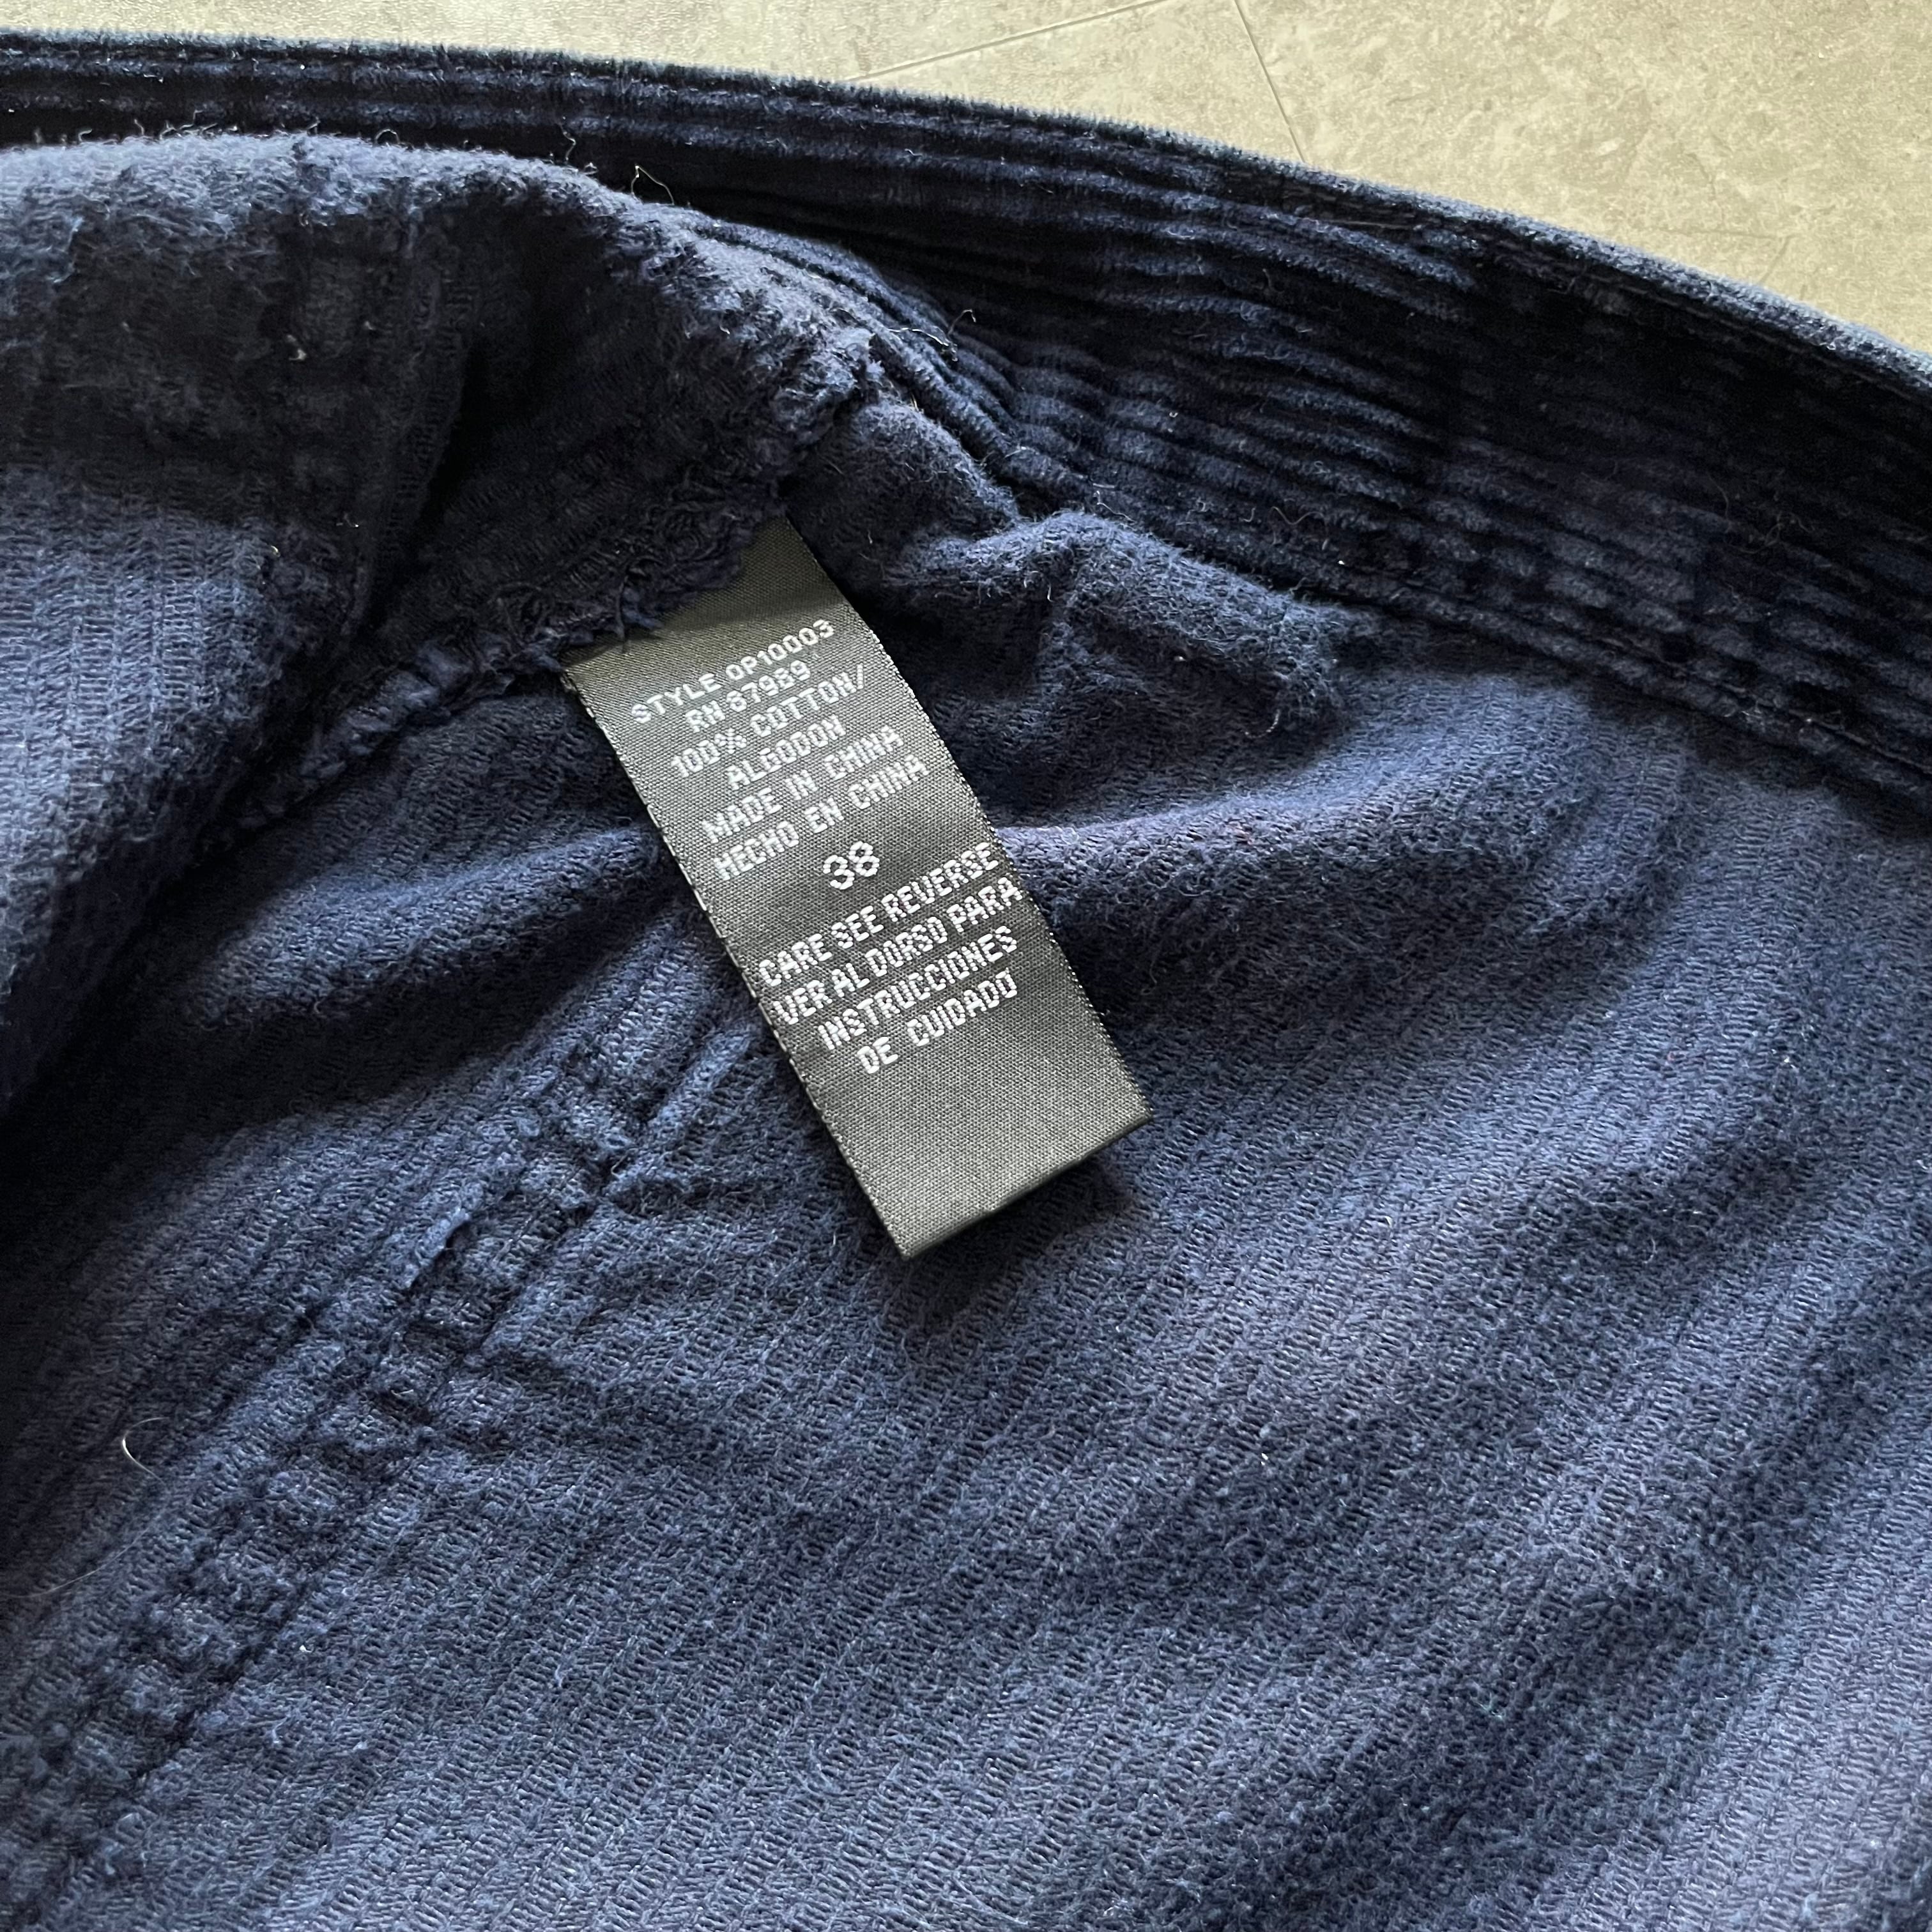 STYLE OP10003
RN 87989
100% COTTON/
ALGODON
MADE IN CHINA
HECHO EN CHINA
38
CARE SEE REVERSE
VER AL DORSO PARA
INSTRUCCIONES
DE CUIDADO